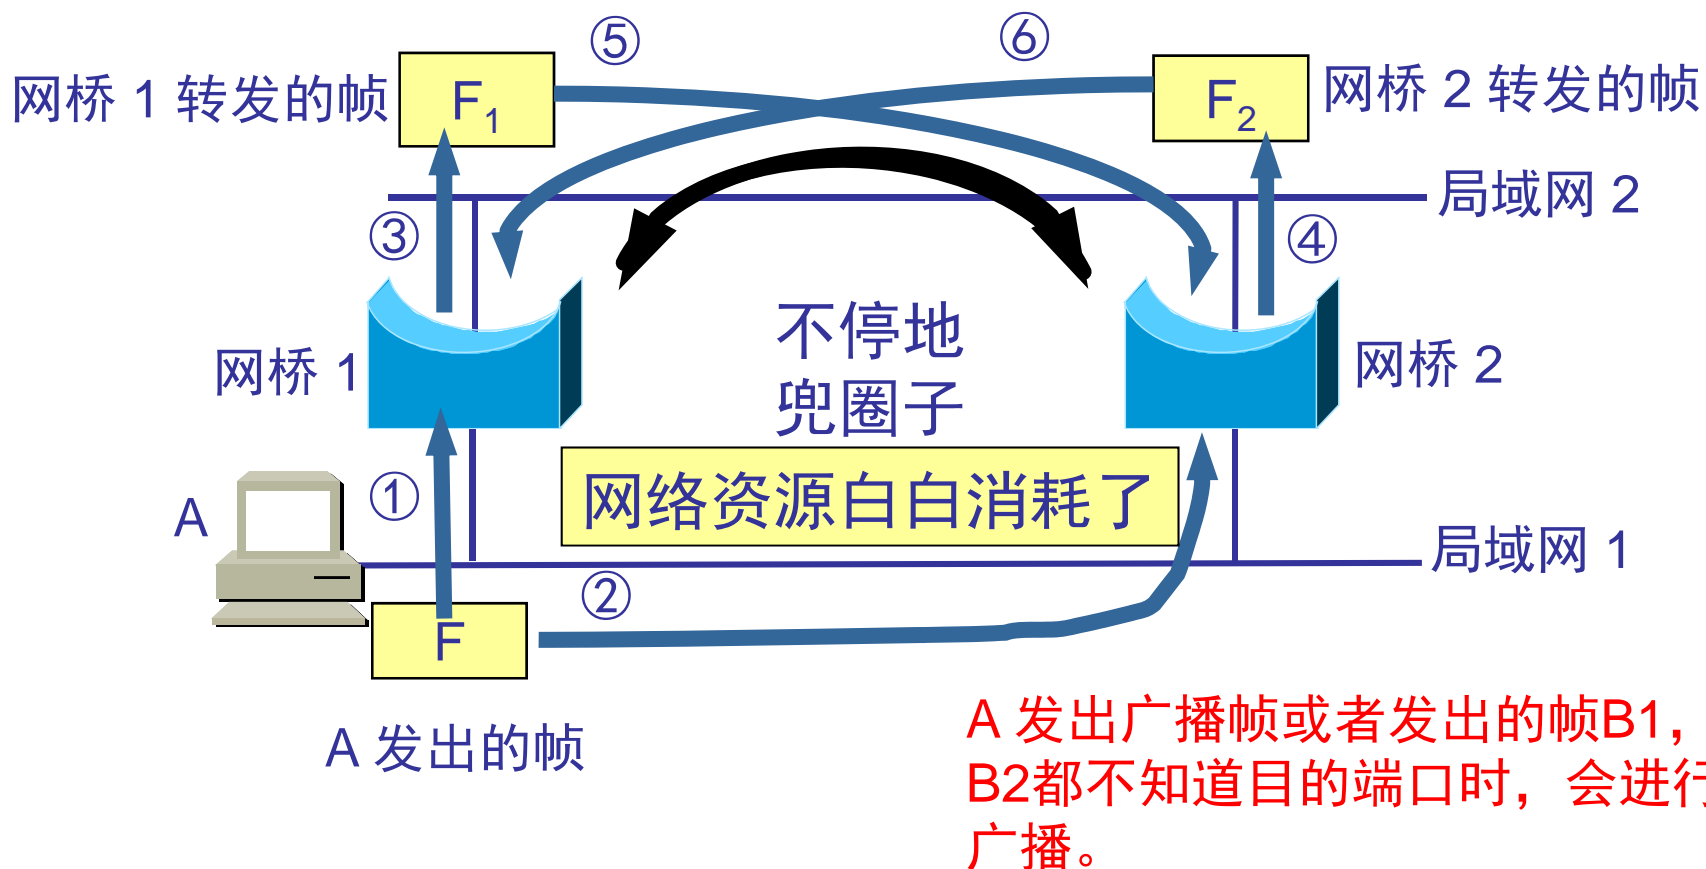 ⑤
⑥
网桥 1 转发的帧
F1
F2
网桥 2 转发的帧
局域网 2
③
④
不停地
兜圈子
网桥 1
网桥 2
网络资源白白消耗了
A
①
局域网 1
②
F
A 发出的帧
A 发出广播帧或者发出的帧B1，
B2都不知道目的端口时，会进行
广播。